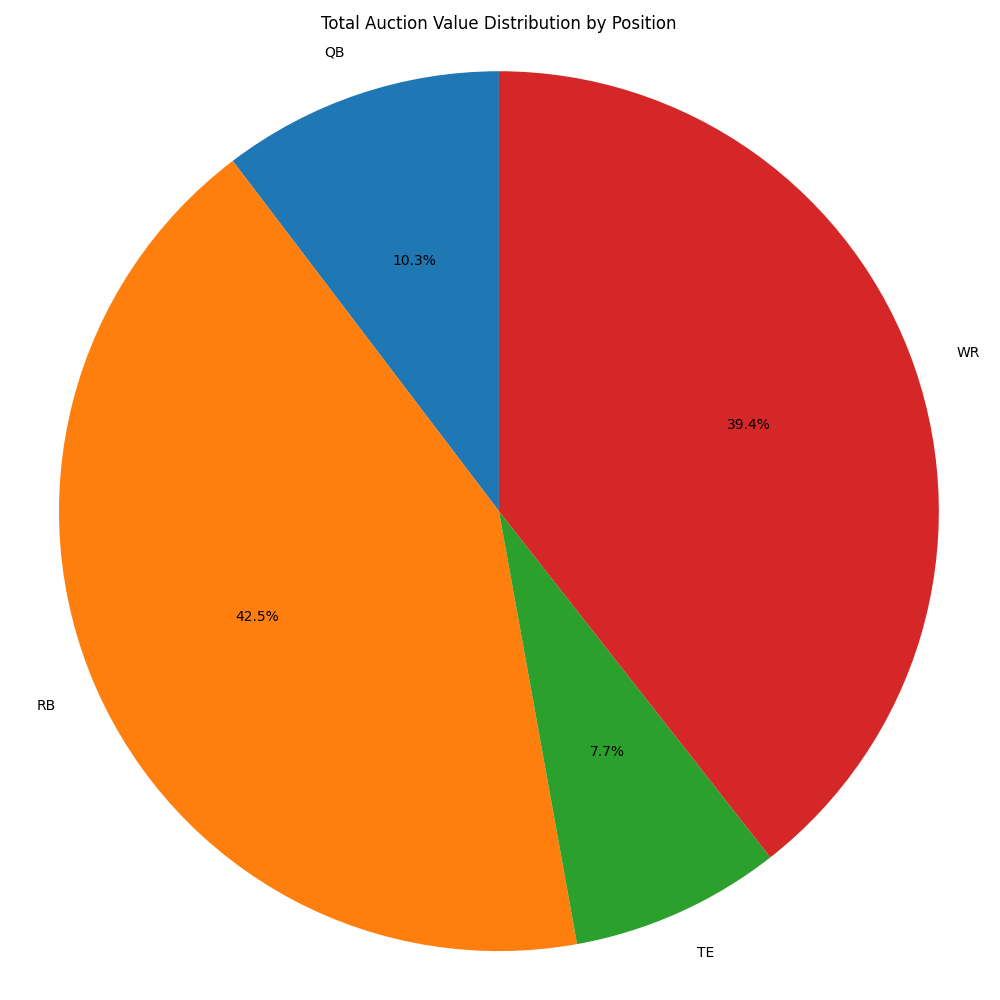 Total Auction Value Distribution by Position
QB
10.3%
WR
39.4%
42.5%
RB
7.7%
TE